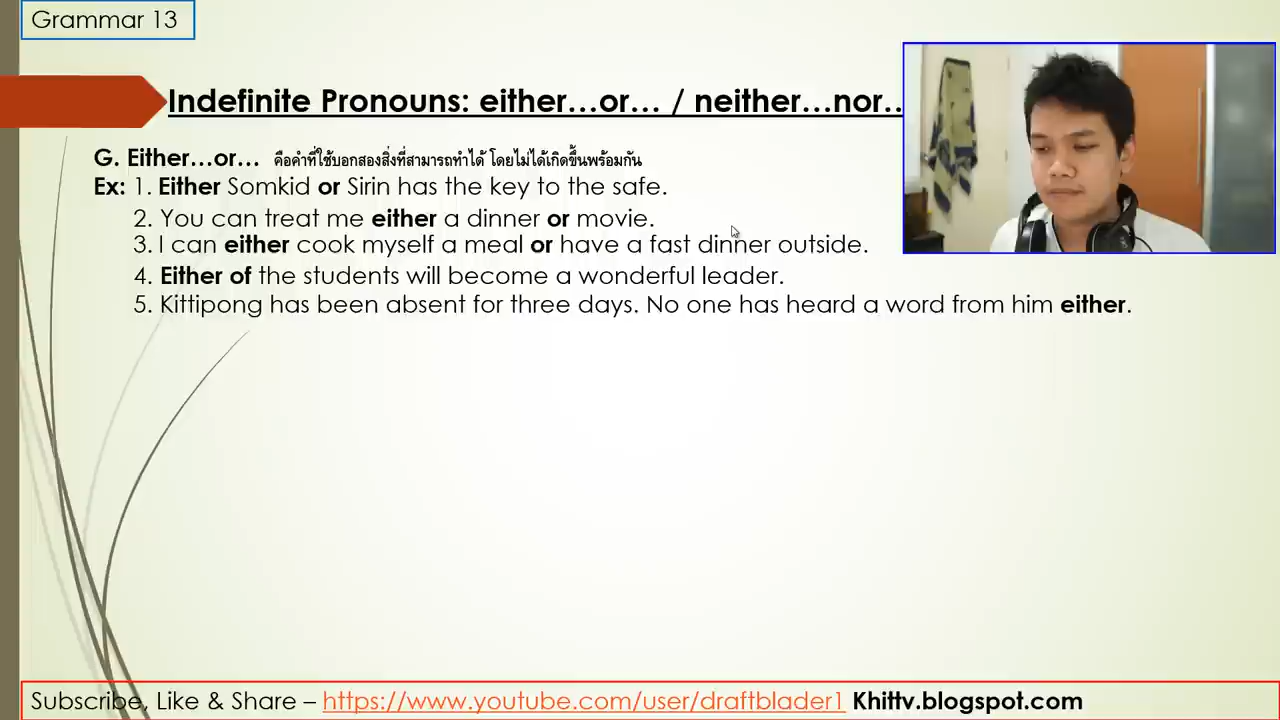 Grammar 13
Indefinite Pronouns: either…or… / neither…nor..
G. Either…or… คือคำที่ใช้บอกสองสิ่งที่สามารถทำได้ โดยไม่ได้เกิดขึ้นพร้อมกัน
Ex: 1. Either Somkid or Sirin has the key to the safe.
2. You can treat me either a dinner or movie.
3. I can either cook myself a meal or have a fast dinner outside.
4. Either of the students will become a wonderful leader.
5. Kittipong has been absent for three days. No one has heard a word from him either.
Subscribe, Like & Share – https://www.youtube.com/user/draftblader1 Khittv.blogspot.com